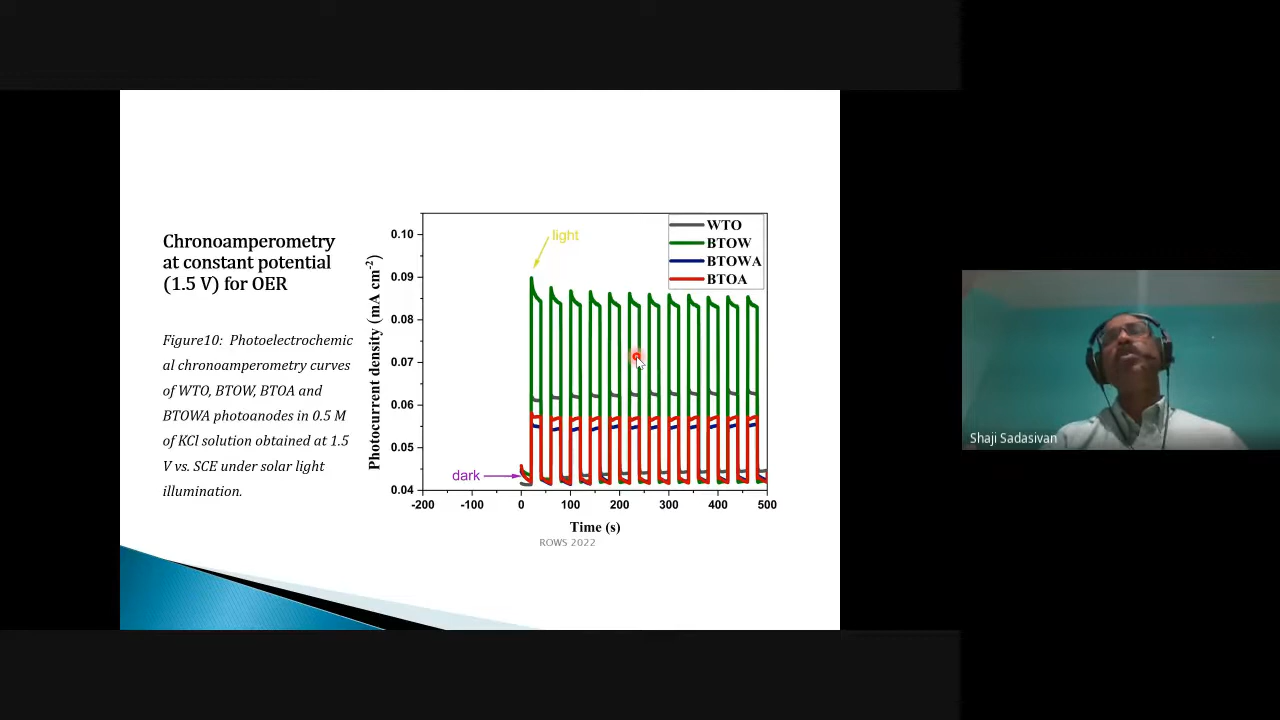 Chronoamperometry
at constant potential
(1.5 V) for OER
Figure10: Photoelectrochemic
al chronoamperometry curves
of WTO, BTOW, BTOA and
BTOWA photoanodes in 0.5 M
of KCl solution obtained at 1.5
V vs. SCE under solar light
illumination.
Photocurrent density (mA cm-2)
0.10
0.09
0.08
0.07
0.06
0.05
0.04
light
dark
WTO
BTOW
BTOWA
BTOA
-200 -100 0 100 200 300 400 500
Time (s)
ROWS 2022
Shaji Sadasivan